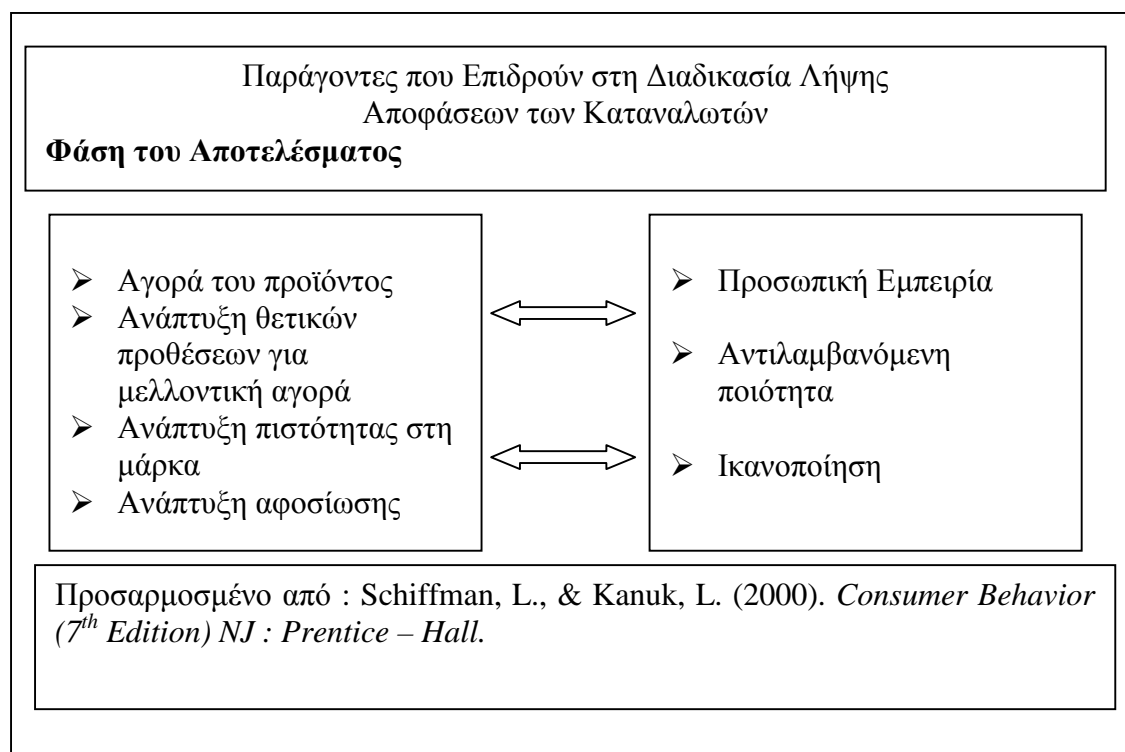 Παράγοντες που Επιδρούν στη Διαδικασία Λήψης
Αποφάσεων των Καταναλωτών
Φάση του Αποτελέσματος
➢ Αγορά του προϊόντος
➢ Ανάπτυξη θετικών
προθέσεων για
μελλοντική αγορά
➢ Ανάπτυξη πιστότητας στη
μάρκα
➢ Ανάπτυξη αφοσίωσης
➢ Προσωπική Εμπειρία
➢ Αντιλαμβανόμενη
ποιότητα
➢ Ικανοποίηση
Προσαρμοσμένο από : Schiffman, L., & Kanuk, L. (2000). Consumer Behavior
(7th Edition) NJ : Prentice – Hall.